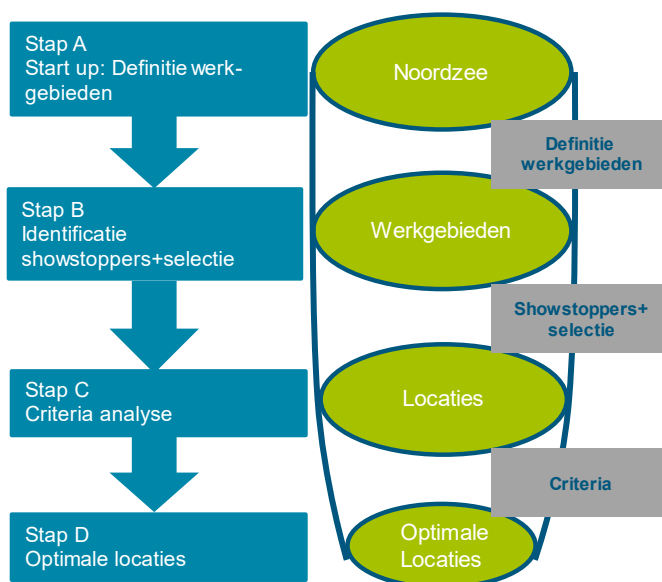 Stap A
Start up: Definitie werk-
gebieden
Noordzee
Definitie
werkgebieden
Stap B
Identificatie
showstoppers+selectie
Werkgebieden
Showstoppers+
selectie
Stap C
Criteria analyse
Locaties
Criteria
Stap D
Optimale locaties
Optimale
Locaties